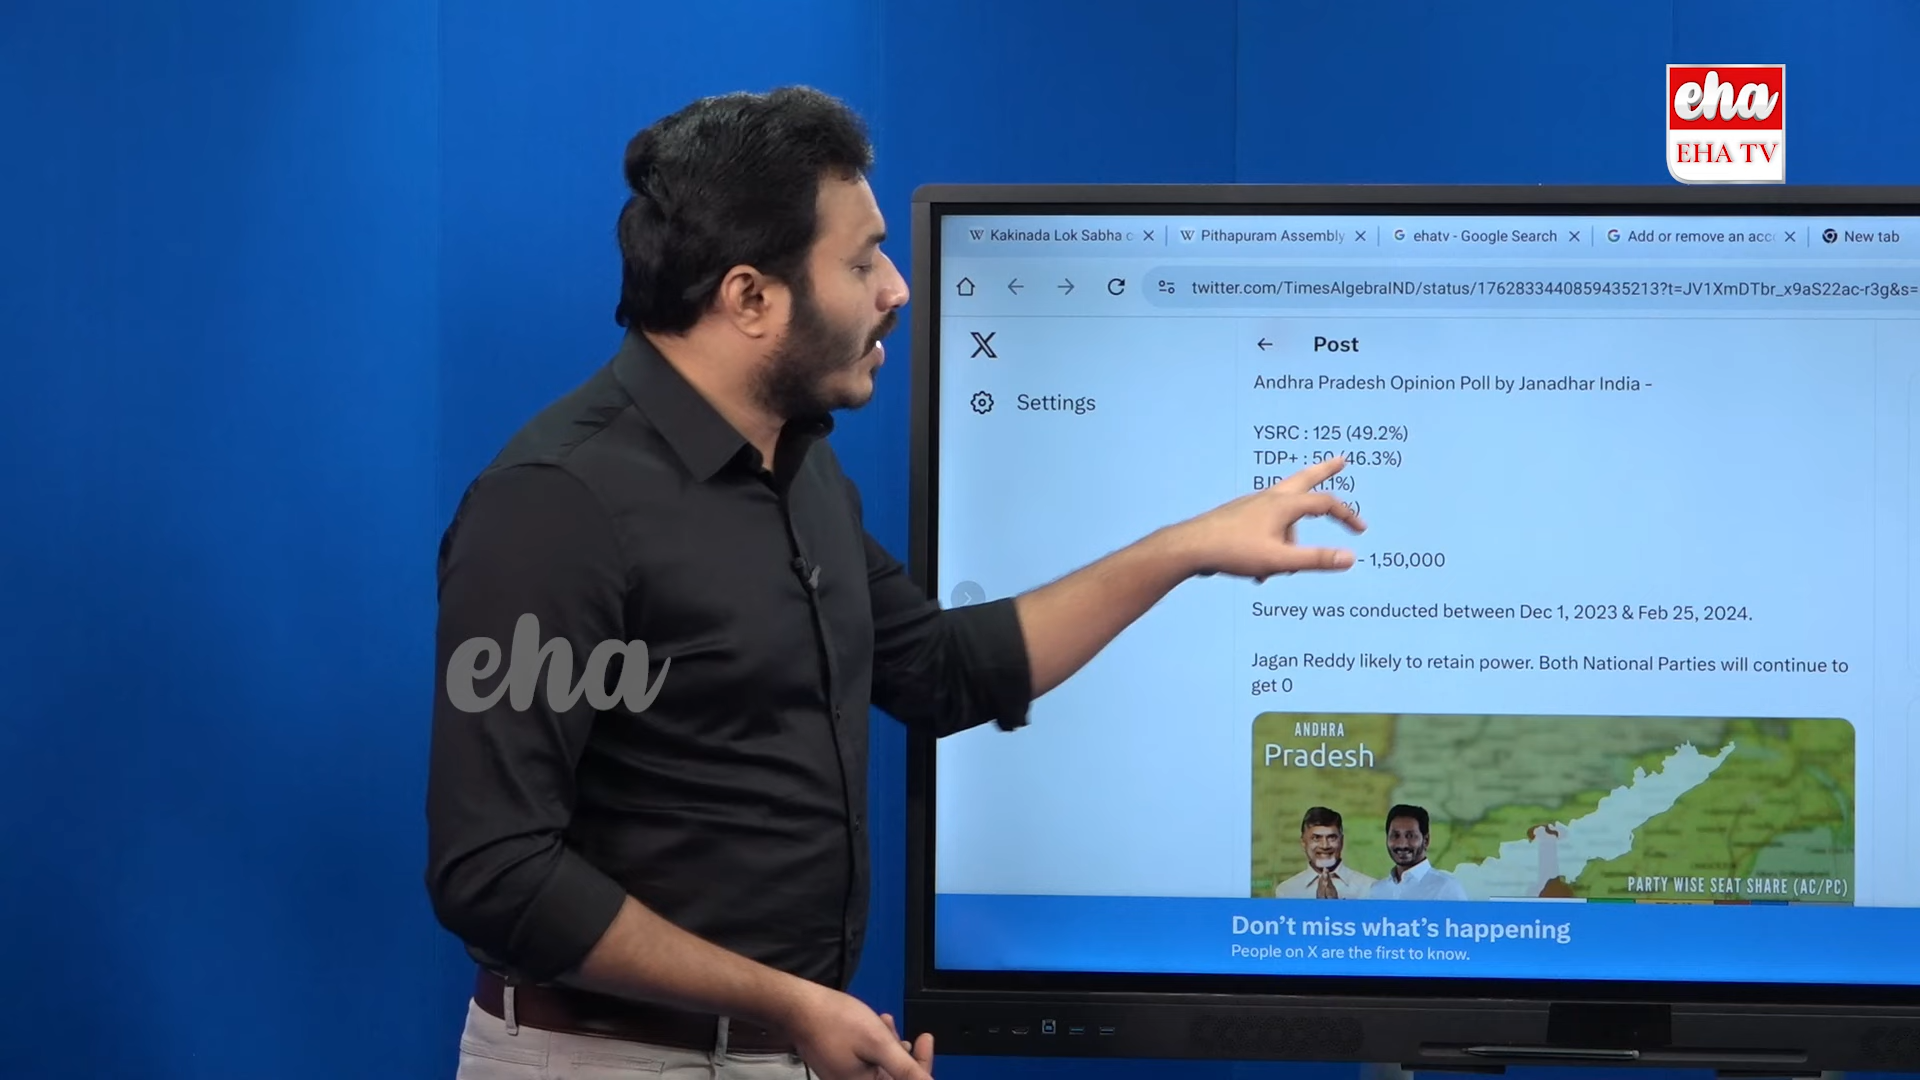 eha
EHA TV
Kakinada Lok Sabha c
Pithapuram Assembly
ehatv - Google Search
Add or remove an acc
New tab
twitter.com/TimesAlgebraIND/status/1762833440859435213?t=JV1XmDTbr_x9aS22ac-r3g&s=
X
Settings
Post
Andhra Pradesh Opinion Poll by Janadhar India -
YSRC : 125 (49.2%)
TDP+ : 50 (46.3%)
(1.1%)
- 1,50,000
Survey was conducted between Dec 1, 2023 & Feb 25, 2024.
Jagan Reddy likely to retain power. Both National Parties will continue to
get 0
ANDHRA
Pradesh
PARTY WISE SEAT SHARE (AC/PC)
Don't miss what's happening
People on X are the first to know.
eha